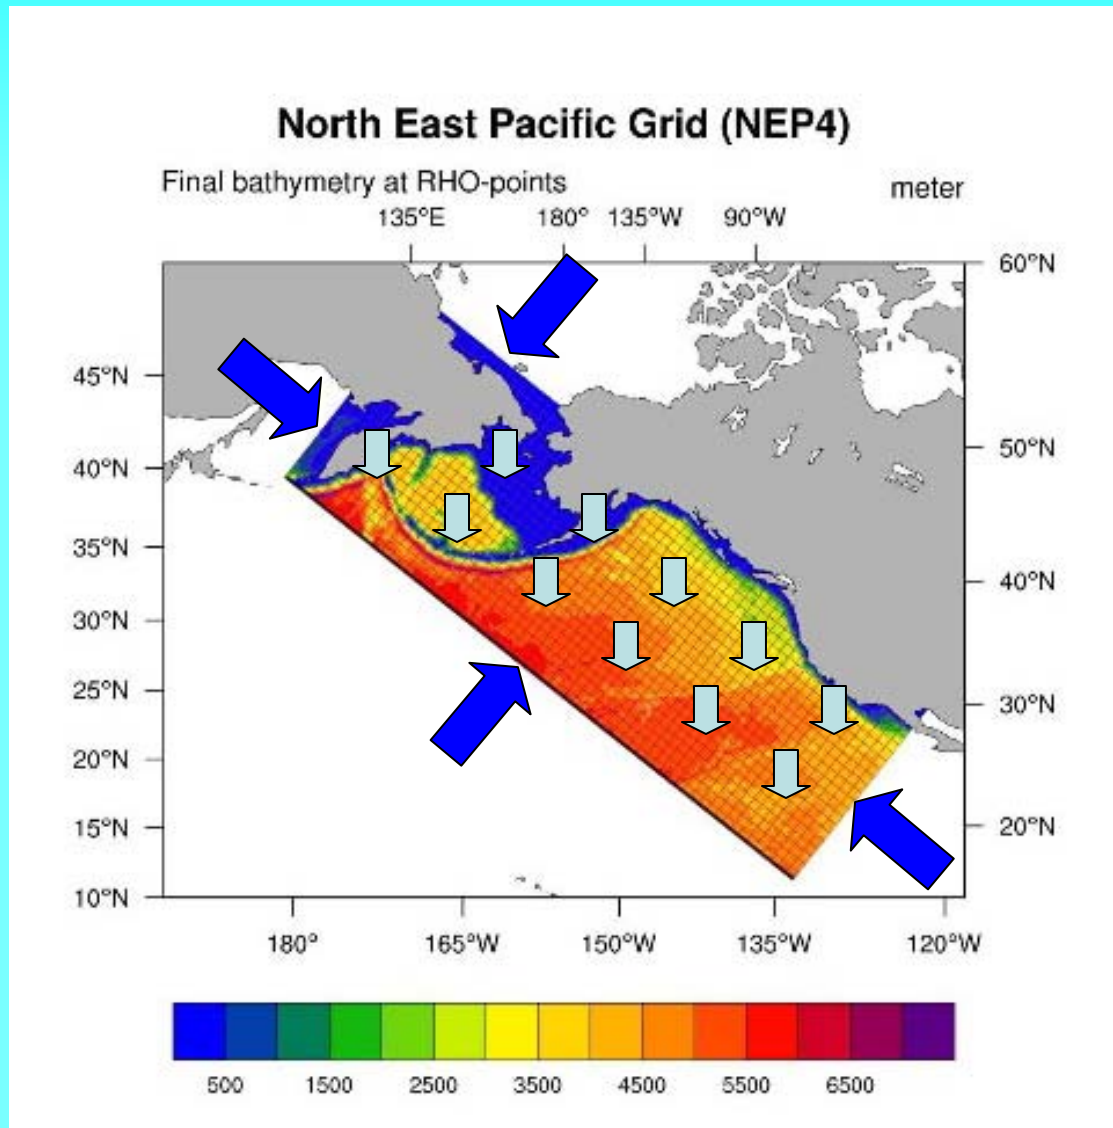 North East Pacific Grid (NEP4)
Final bathymetry at RHO-points
meter
135°E 180° 135°W 90°W
60°N
45°N
50°N
40°N
35°N
40°N
30°N
25°N
30°N
20°N
15°N
20°N
10°N
180° 165°W 150°W 135°W 120°W
500 1500 2500 3500 4500 5500 6500